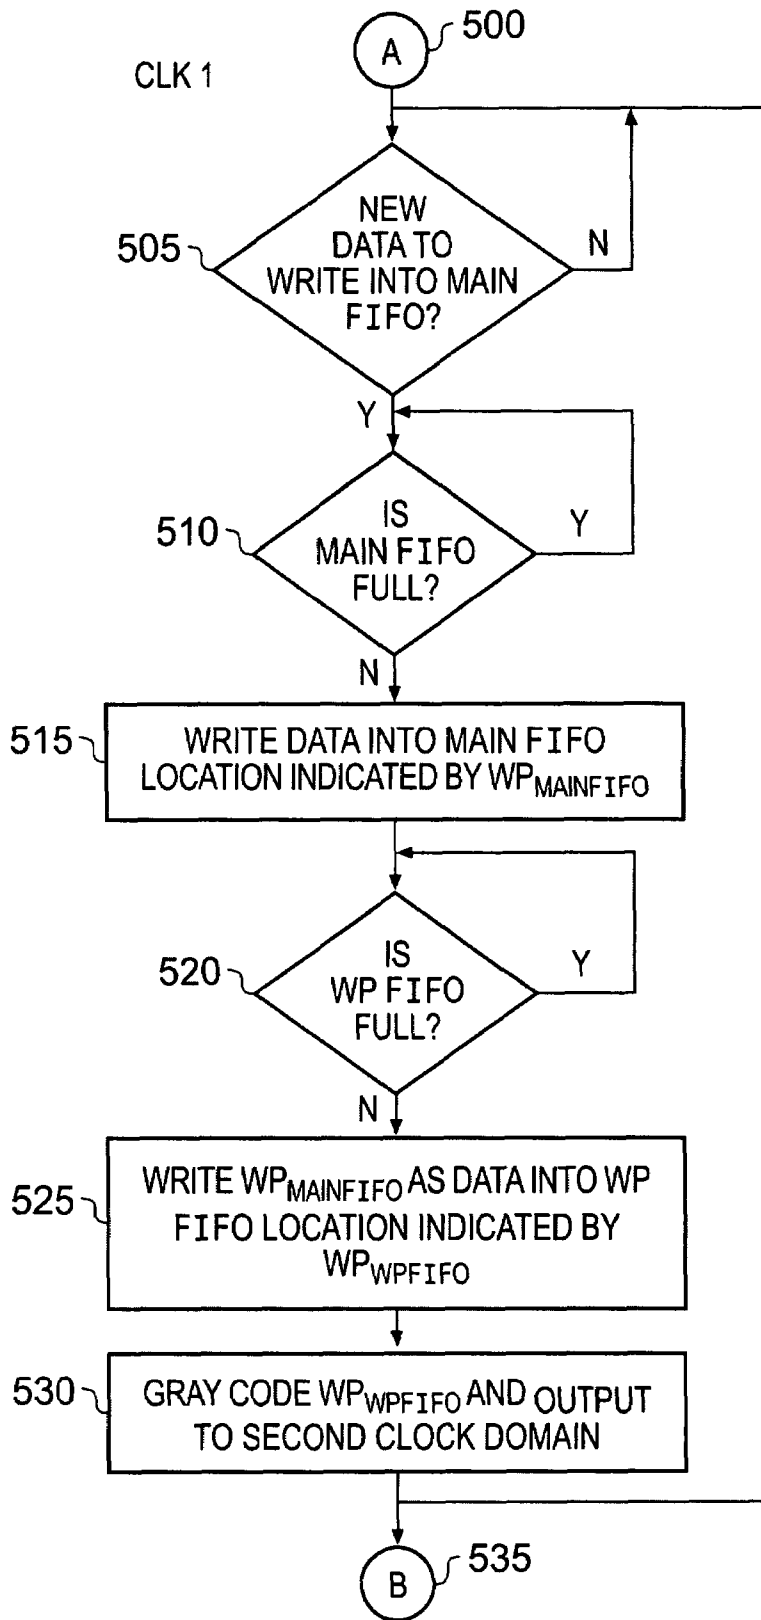 A
500
CLK 1
NEW
DATA TO
WRITE INTO MAIN
FIFO?
505
N
Y
IS
MAIN FIFO
FULL?
510
Y
N
515
WRITE DATA INTO MAIN FIFO
LOCATION INDICATED BY WPMAINFIFO
IS
WP FIFO
FULL?
520
Y
N
525
WRITE WPMAINFIFO AS DATA INTO WP
FIFO LOCATION INDICATED BY
WPWPFIFO
530
GRAY CODE WPWPFIFO AND OUTPUT
TO SECOND CLOCK DOMAIN
B
535